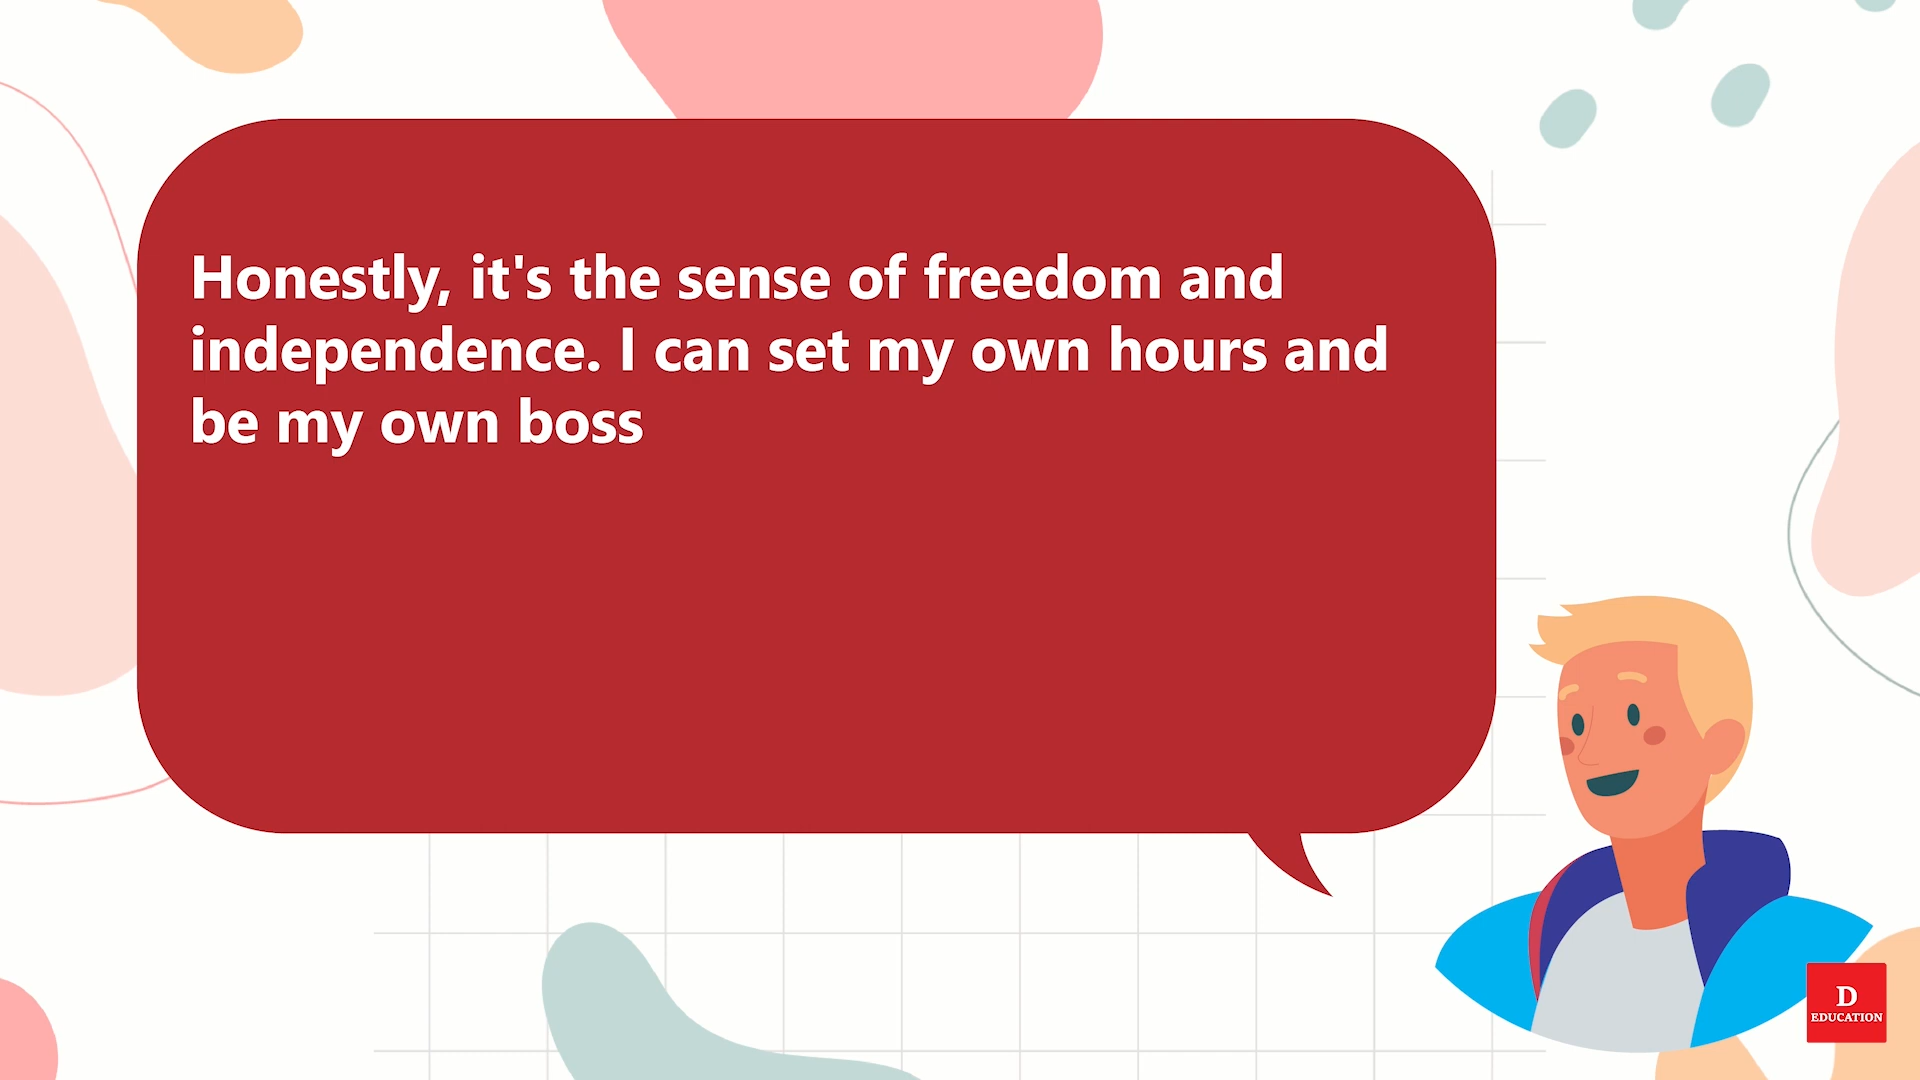 Honestly, it's the sense of freedom and
independence. I can set my own hours and
be my own boss
D
EDUCATION